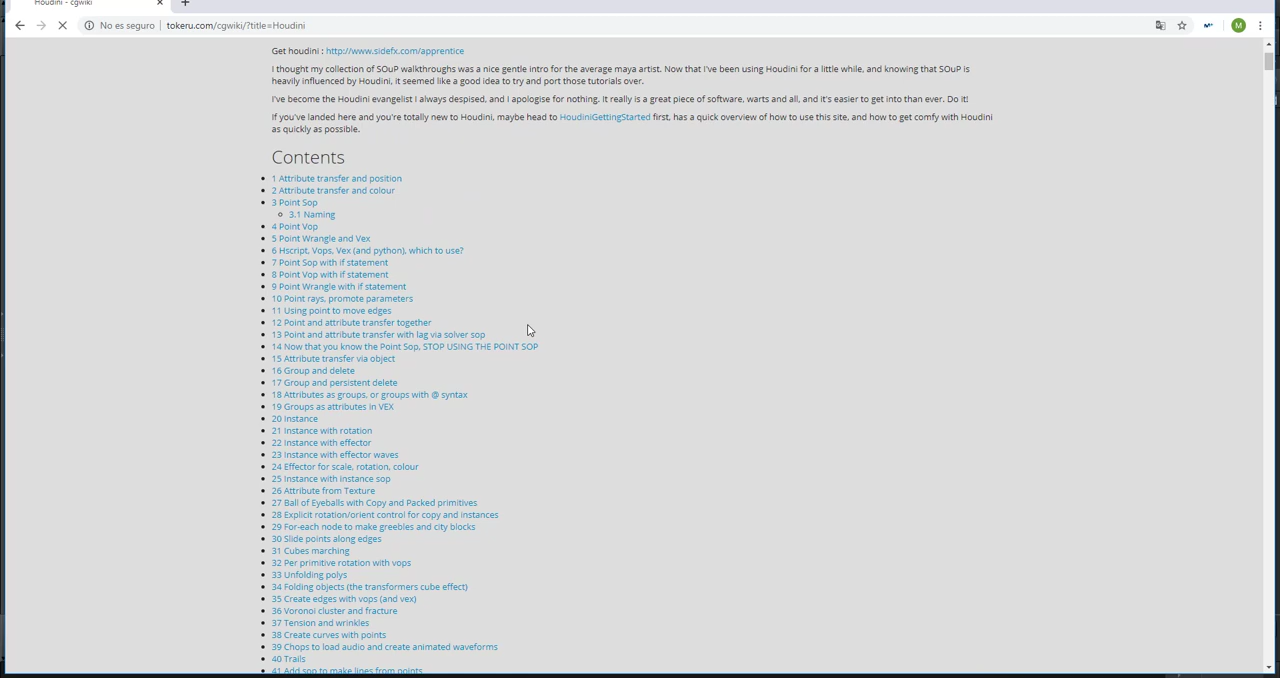 Houdini - cgwiki
No es seguro
tokeru.com/cgwiki/?title=Houdini
M
Get houdini : http://www.sidefx.com/apprentice
I thought my collection of SOuP walkthroughs was a nice gentle intro for the average maya artist. Now that I've been using Houdini for a little while, and knowing that SOuP is
heavily influenced by Houdini, it seemed like a good idea to try and port those tutorials over.
I've become the Houdini evangelist I always despised, and I apologise for nothing. It really is a great piece of software, warts and all, and it's easier to get into than ever. Do it!
If you've landed here and you're totally new to Houdini, maybe head to HoudiniGettingStarted first, has a quick overview of how to use this site, and how to get comfy with Houdini
as quickly as possible.
Contents
1 Attribute transfer and position
2 Attribute transfer and colour
3 Point Sop
3.1 Naming
4 Point Vop
5 Point Wrangle and Vex
6 Hscript, Vops, Vex (and python), which to use?
7 Point Sop with if statement
8 Point Vop with if statement
9 Point Wrangle with if statement
10 Point rays, promote parameters
11 Using point to move edges
12 Point and attribute transfer together
13 Point and attribute transfer with lag via solver sop
14 Now that you know the Point Sop, STOP USING THE POINT SOP
15 Attribute transfer via object
16 Group and delete
17 Group and persistent delete
18 Attributes as groups, or groups with @ syntax
19 Groups as attributes in VEX
20 Instance
21 Instance with rotation
22 Instance with effector
23 Instance with effector waves
24 Effector for scale, rotation, colour
25 Instance with instance sop
26 Attribute from Texture
27 Ball of Eyeballs with Copy and Packed primitives
28 Explicit rotation/orient control for copy and instances
29 For-each node to make greebles and city blocks
30 Slide points along edges
31 Cubes marching
32 Per primitive rotation with vops
33 Unfolding polys
34 Folding objects (the transformers cube effect)
35 Create edges with vops (and vex)
36 Voronoi cluster and fracture
37 Tension and wrinkles
38 Create curves with points
39 Chops to load audio and create animated waveforms
40 Trails
41 Add sop to make lines from points